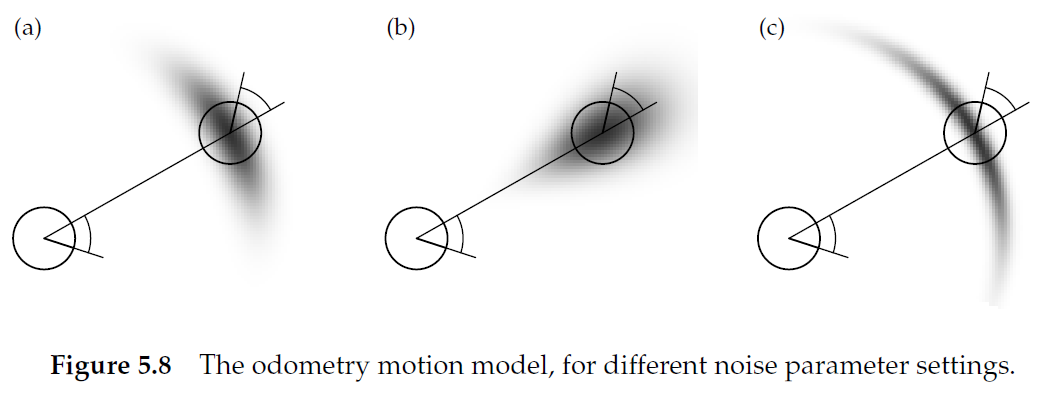 (a) (b) (c)
Figure 5.8 The odometry motion model, for different noise parameter settings.